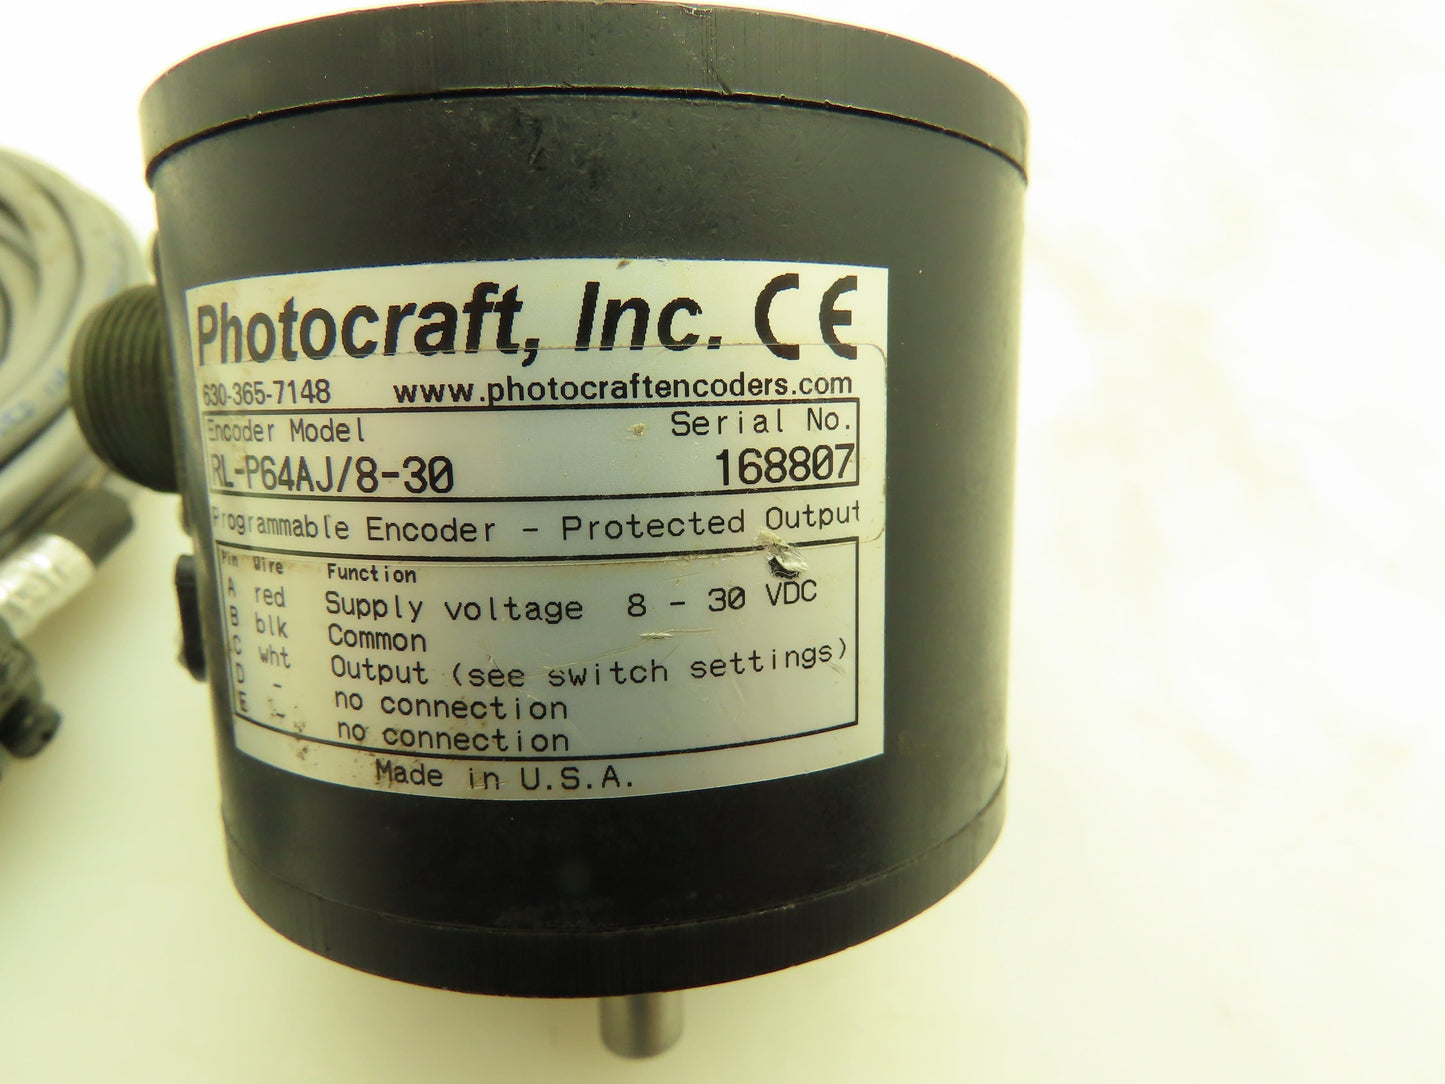 Photocraft, Inc. CE
630-365-7148 www.photocraftencoders.com
Encoder Model Serial No.
RL-P64AJ/8-30 168807
Programmable Encoder - Protected Output
Pin Wire Function
A red Supply voltage 8 - 30 VDC
B blk Common
C wht Output (see switch settings)
D - no connection
E - no connection
Made in U.S.A.